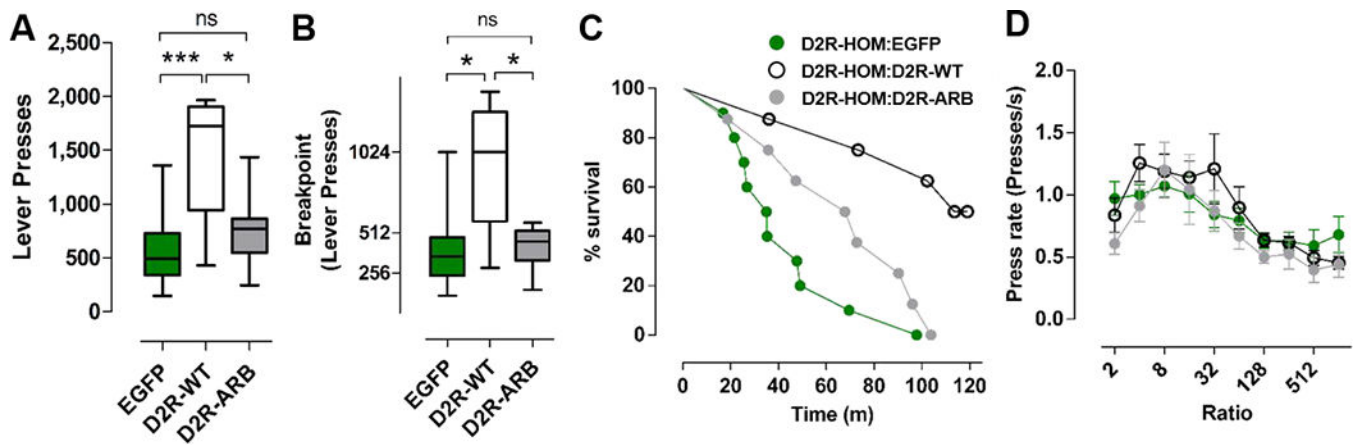 A
ns
***
*
Lever Presses
2,500
2,000
1,500
1,000
500
0
EGFP
D2R-WT
D2R-ARB
B
ns
*
*
Breakpoint
(Lever Presses)
1024
512
256
EGFP
D2R-WT
D2R-ARB
C
D2R-HOM:EGFP
D2R-HOM:D2R-WT
D2R-HOM:D2R-ARB
% survival
100
80
60
40
20
0
0
20
40
60
80
100
120
Time (m)
D
Press rate (Presses/s)
2.0
1.5
1.0
0.5
0.0
2
8
32
128
512
Ratio